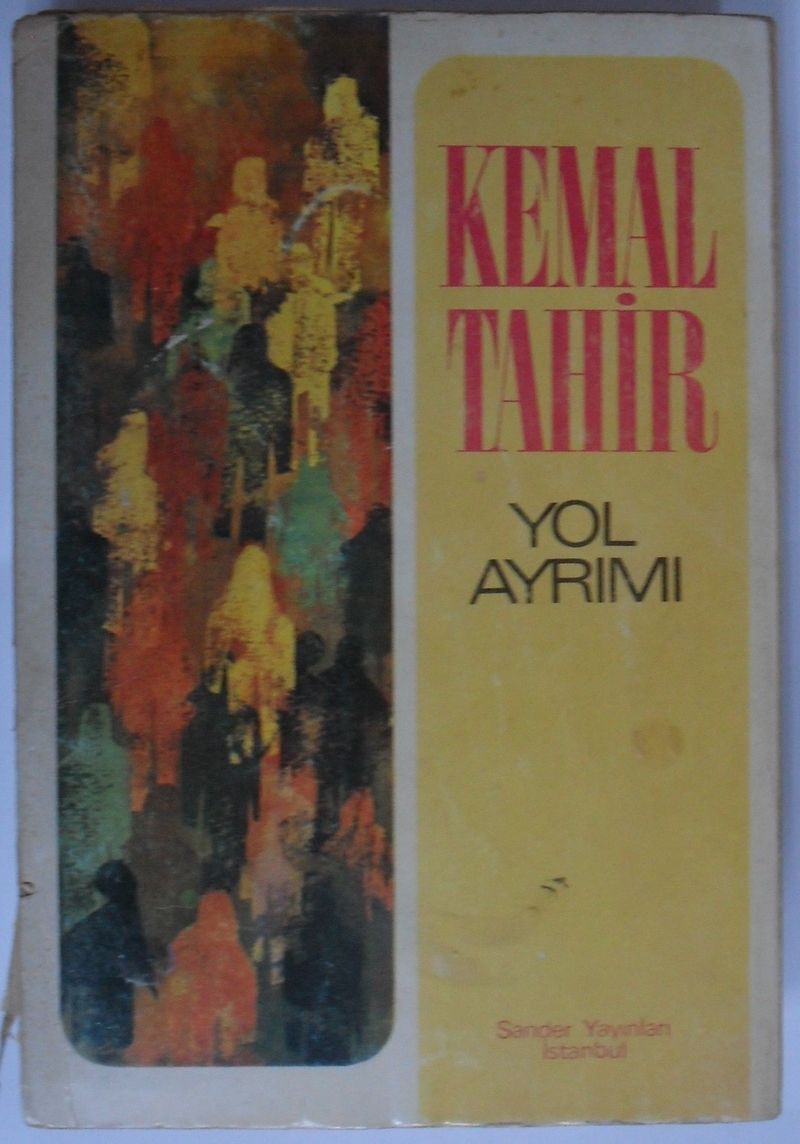 KEMAL
TAHİR
YOL
AYRIMI
Sander Yayınları
İstanbul